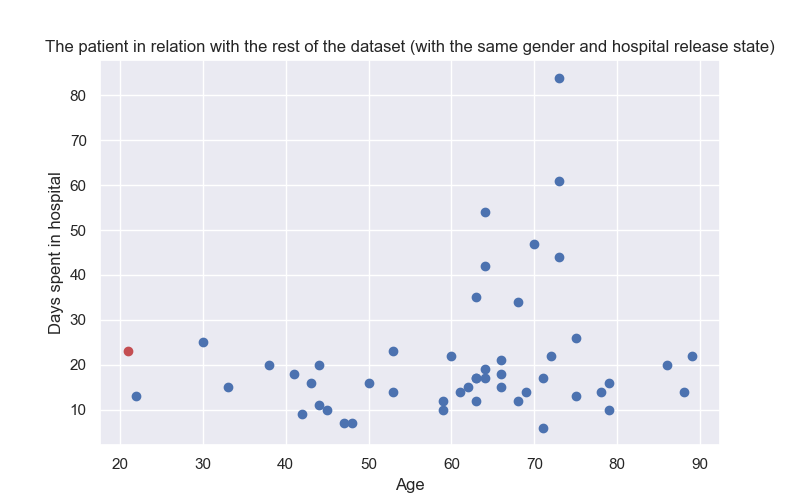 The patient in relation with the rest of the dataset (with the same gender and hospital release state)
80
70
60
50
40
30
20
10
Days spent in hospital
20 30 40 50 60 70 80 90
Age